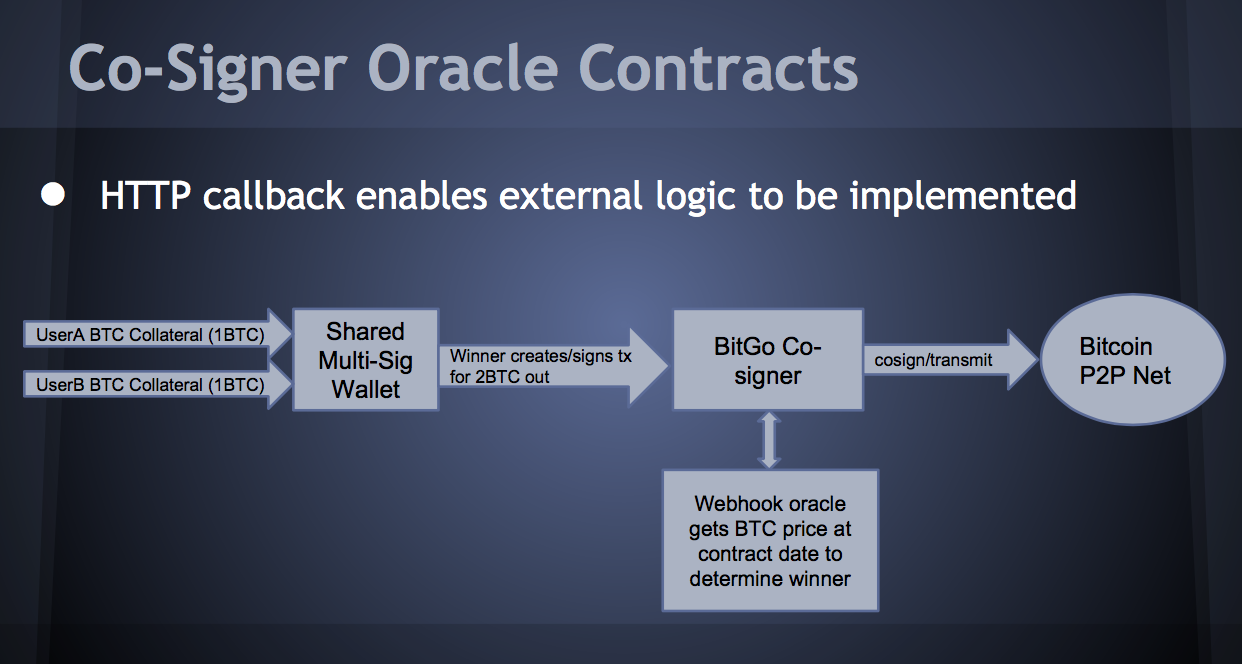 Co-Signer Oracle Contracts
● HTTP callback enables external logic to be implemented
UserA BTC Collateral (1BTC)
UserB BTC Collateral (1BTC)
Shared
Multi-Sig
Wallet
Winner creates/signs tx
for 2BTC out
BitGo Co-
signer
cosign/transmit
Bitcoin
P2P Net
Webhook oracle
gets BTC price at
contract date to
determine winner